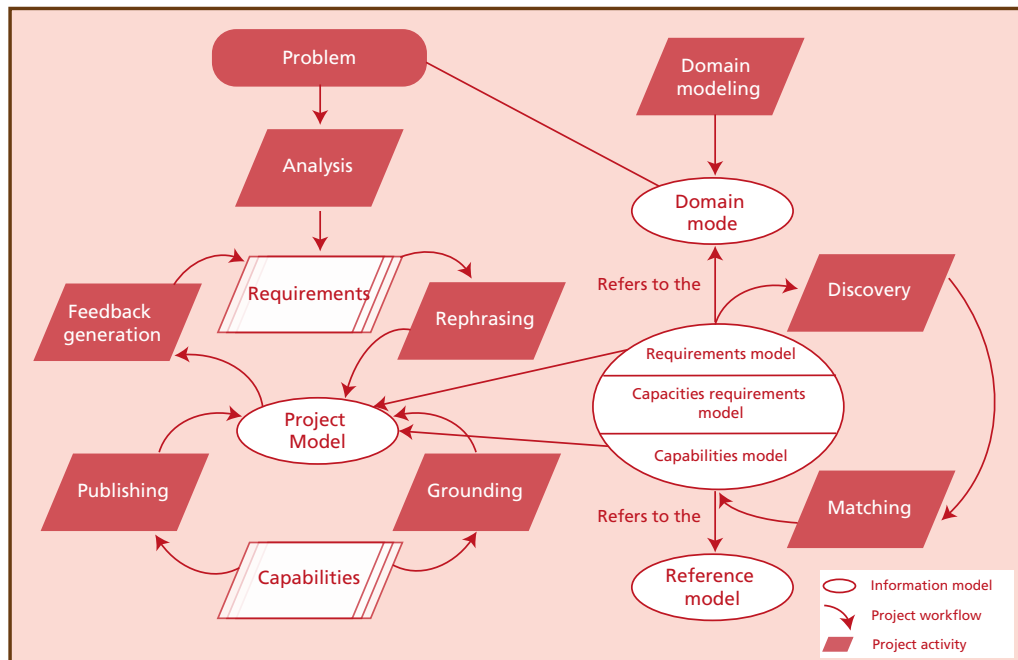 Problem
Domain
modeling
Analysis
Domain
mode
Refers to the
Requirements
Discovery
Feedback
generation
Rephrasing
Requirements model
Capacities requirements
model
Capabilities model
Project
Model
Publishing
Grounding
Matching
Refers to the
Capabilities
Reference
model
Information model
Project workflow
Project activity